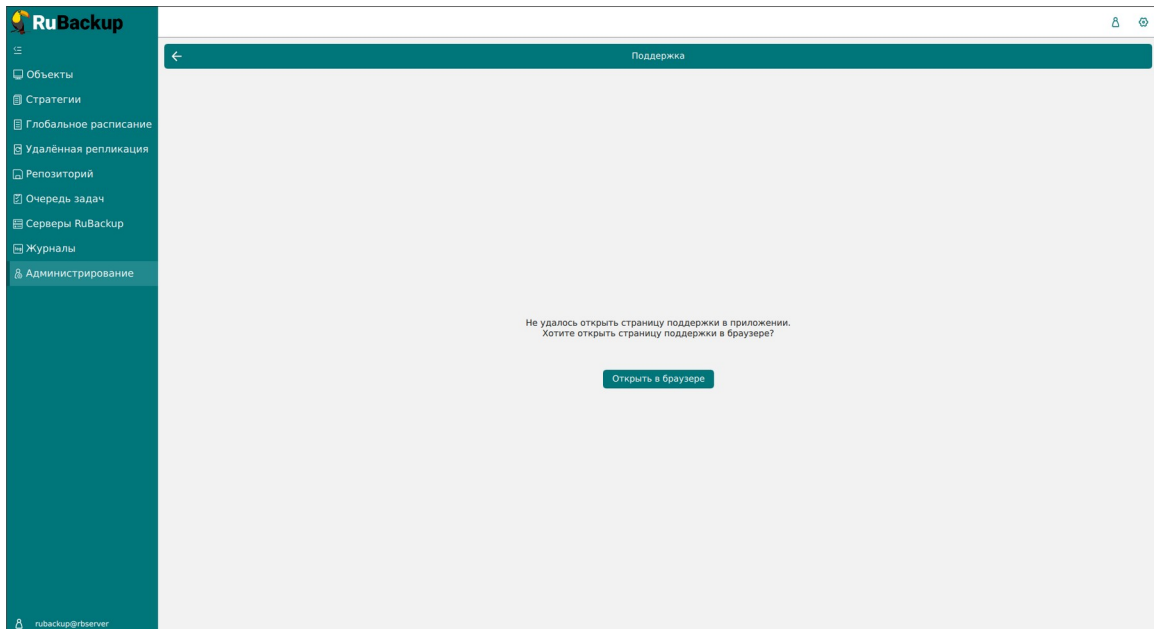 RuBackup
Поддержка
Объекты
Стратегии
Глобальное расписание
Удалённая репликация
Репозиторий
Очередь задач
Серверы RuBackup
Журналы
Администрирование
Не удалось открыть страницу поддержки в приложении.
Хотите открыть страницу поддержки в браузере?
Открыть в браузере
rubackup@rbserver